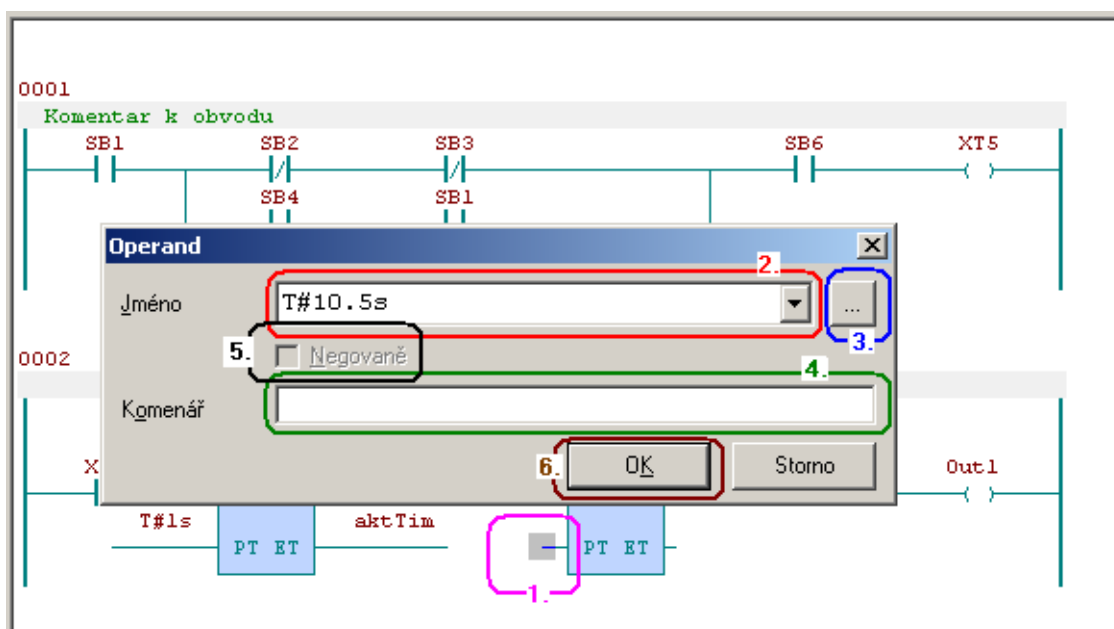 0001
Komentar k obvodu
SB1 SB2 SB3 SB6 XT5
SB4 SB1
Operand
2.
Jméno T#10.5s ...
3.
5. Negovaně
0002
4.
Komenář
6. OK Storno
X Out1
T#1s aktTim
PT ET PT ET
1.